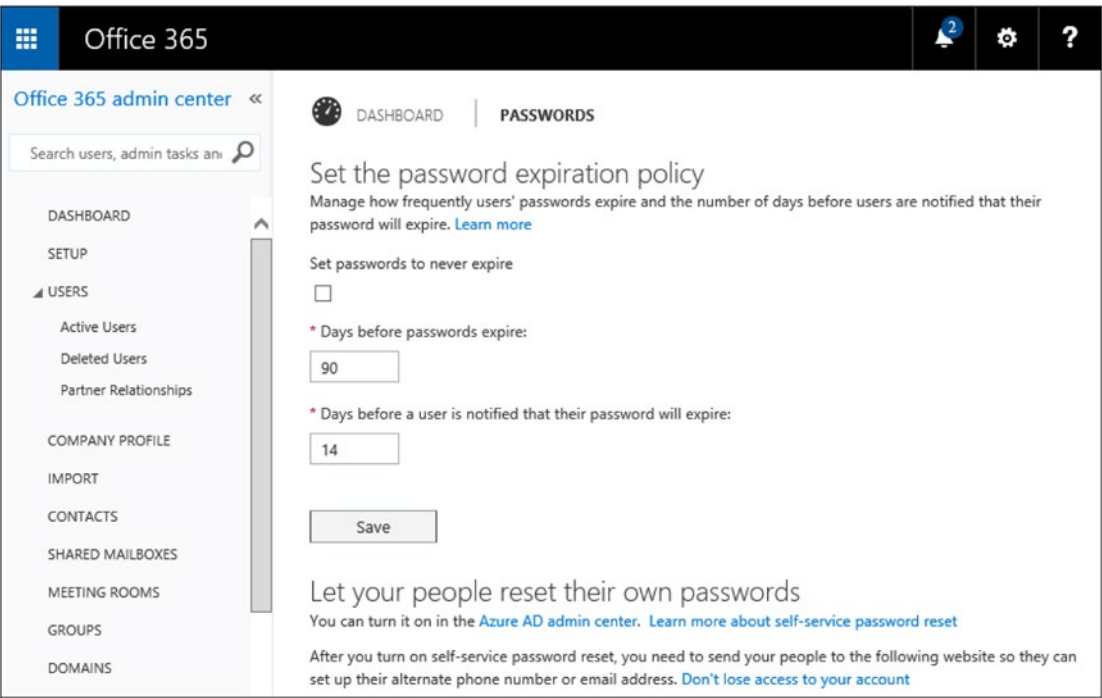 Office 365
2
?
Office 365 admin center «
Search users, admin tasks an
DASHBOARD
SETUP
USERS
Active Users
Deleted Users
Partner Relationships
COMPANY PROFILE
IMPORT
CONTACTS
SHARED MAILBOXES
MEETING ROOMS
GROUPS
DOMAINS
DASHBOARD | PASSWORDS
Set the password expiration policy
Manage how frequently users' passwords expire and the number of days before users are notified that their
password will expire. Learn more
Set passwords to never expire
* Days before passwords expire:
90
* Days before a user is notified that their password will expire:
14
Save
Let your people reset their own passwords
You can turn it on in the Azure AD admin center. Learn more about self-service password reset
After you turn on self-service password reset, you need to send your people to the following website so they can
set up their alternate phone number or email address. Don't lose access to your account